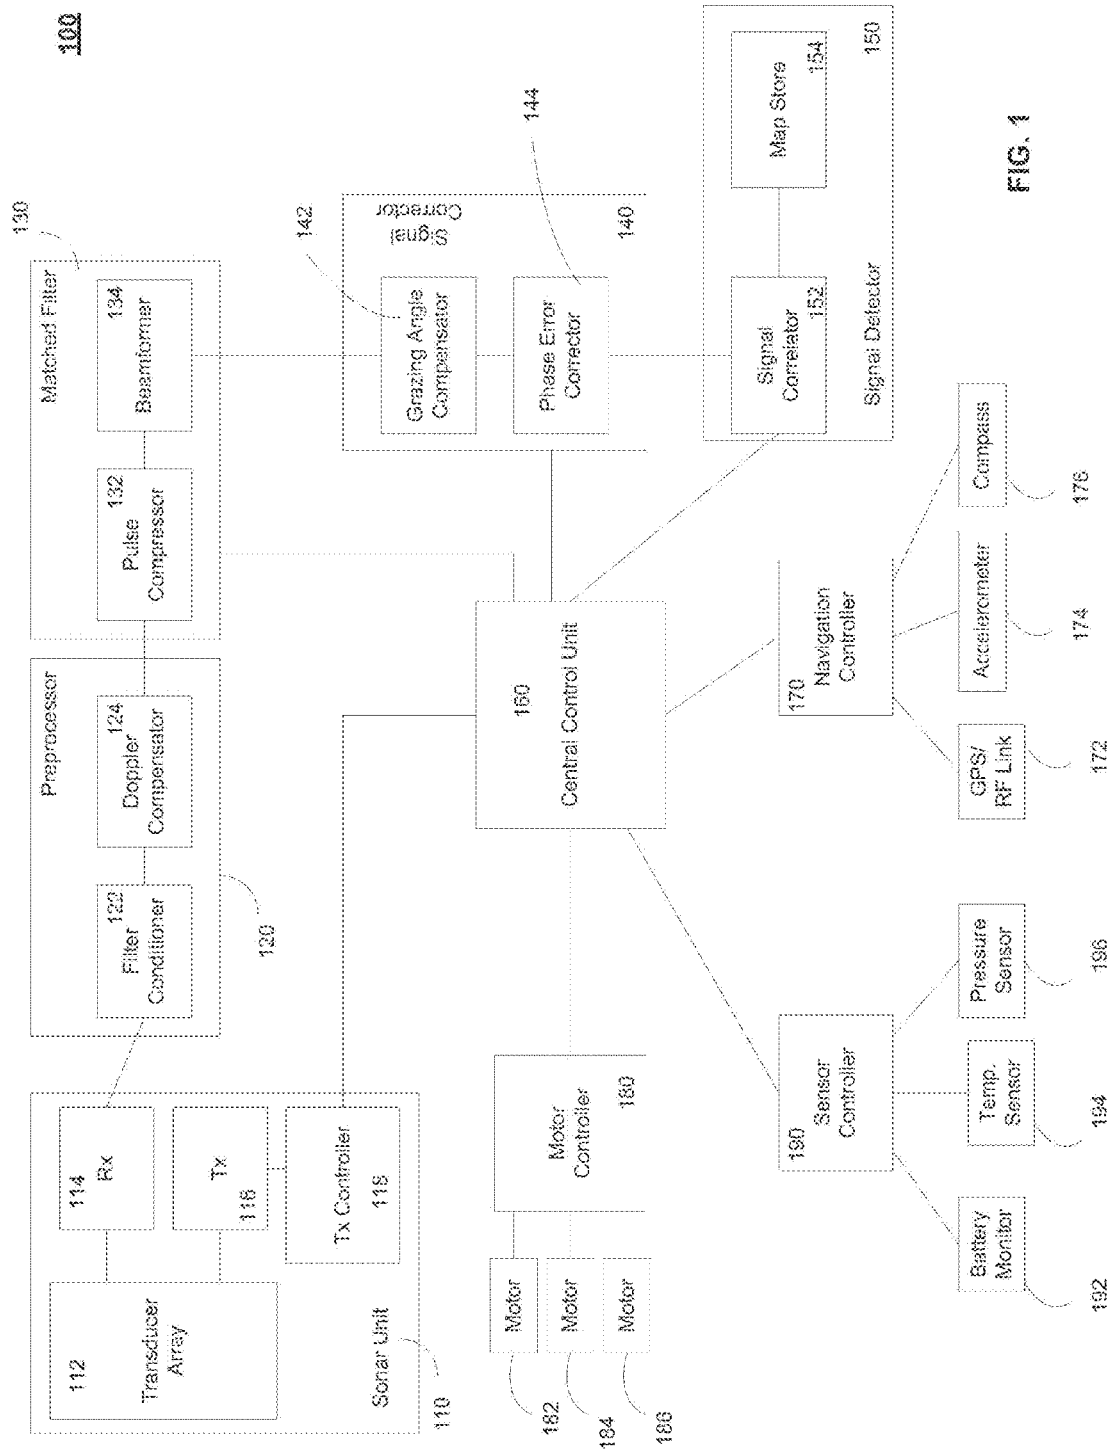 100
130
Matched Filter
134
Beamformer
132
Pulse
Compressor
Preprocessor
124
Doppler
Compensator
122
Filter
Conditioner
120
114
Rx
116
Tx
118
Tx Controller
112
Transducer
Array
Sonar Unit
110
142
Signal
Corrector
140
Grazing Angle
Compensator
144
Phase Error
Corrector
150
154
Map Store
152
Signal
Correlator
Signal Detector
160
Central Control Unit
180
Motor
Controller
Motor
Motor
Motor
182
184
186
170
Navigation
Controller
Compass
176
Accelerometer
174
GPS/
RF Link
172
190
Sensor
Controller
Pressure
Sensor
196
Temp.
Sensor
194
Battery
Monitor
192
FIG. 1